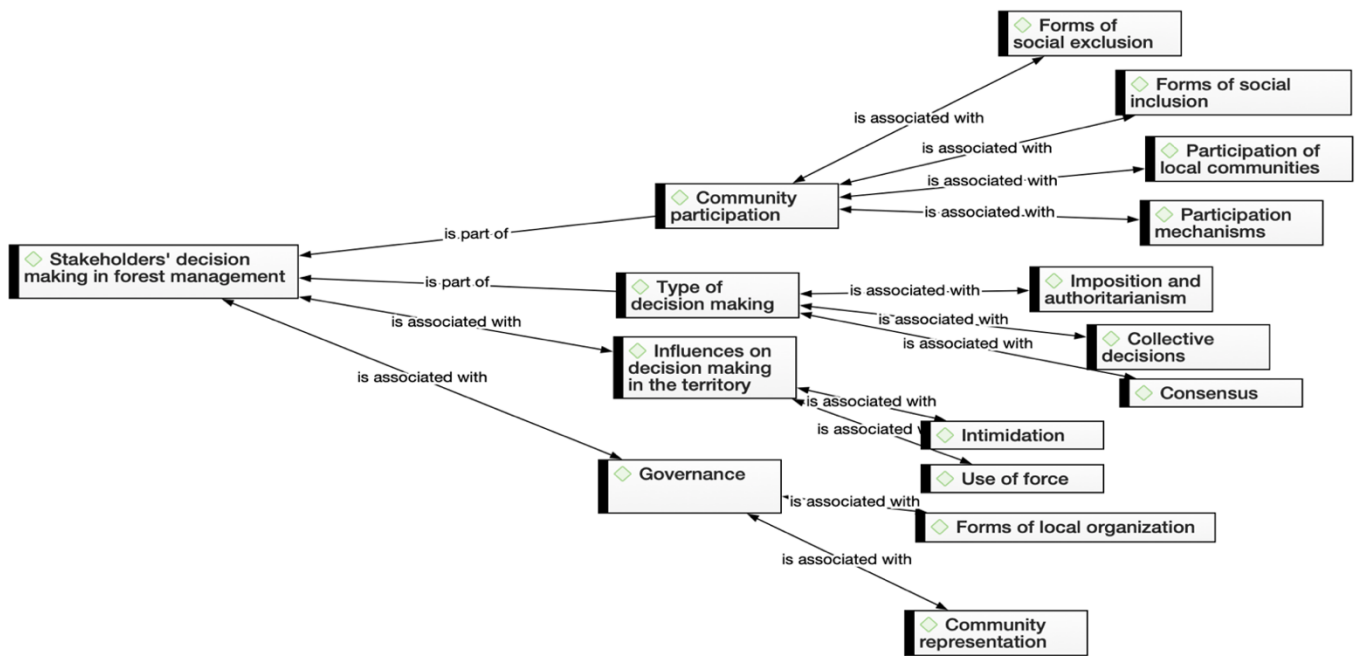 Forms of
social exclusion
Forms of social
inclusion
is associated with
is associated with
Participation of
local communities
is associated with
Community
participation
is associated with
Participation
mechanisms
is part of
Stakeholders' decision
making in forest management
is part of
Type of
decision making
is associated with
Imposition and
authoritarianism
is associated with
is associated with
Collective
decisions
is associated with
Influences on
decision making
in the territory
is associated with
Consensus
is associated with
is associated
Intimidation
Governance
Use of force
is associated with
Forms of local organization
is associated with
Community
representation